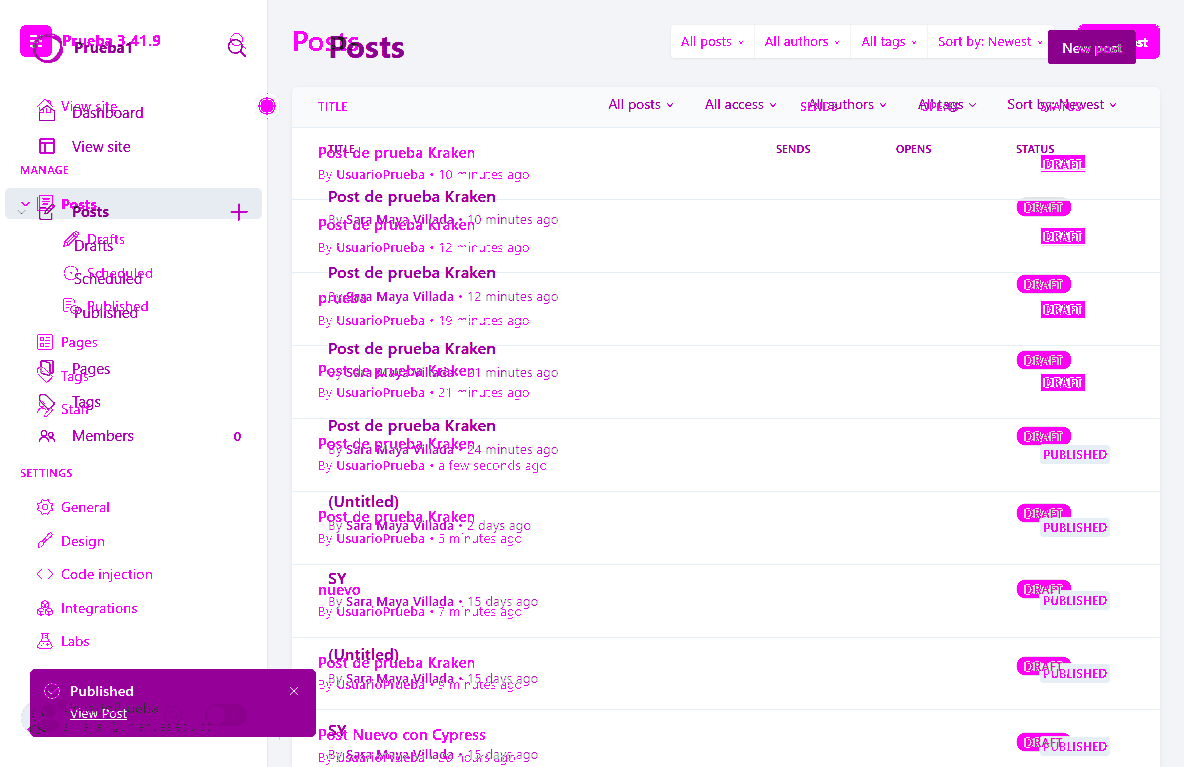 Prueba 3.41.9
Prueba1
View site
Dashboard
View site
MANAGE
Posts
Posts
Drafts
Drafts
Scheduled
Scheduled
Published
Published
Pages
Pages
Tags
Tags
Staff
Members 0
SETTINGS
General
Design
Code injection
Integrations
Labs
Published
View Post
Posts
Posts
All posts
All authors
All tags
Sort by: Newest
New post
All posts
All access
All authors
All tags
Sort by: Newest
TITLE SENDS OPENS STATUS
TITLE SENDS OPENS STATUS
Post de prueba Kraken
By UsuarioPrueba • 10 minutes ago
DRAFT
Post de prueba Kraken
By Sara Maya Villada • 10 minutes ago
DRAFT
Post de prueba Kraken
By UsuarioPrueba • 12 minutes ago
DRAFT
Post de prueba Kraken
By Sara Maya Villada • 12 minutes ago
DRAFT
prueba
By UsuarioPrueba • 19 minutes ago
DRAFT
Post de prueba Kraken
By Sara Maya Villada • 21 minutes ago
DRAFT
Post de prueba Kraken
By UsuarioPrueba • 21 minutes ago
DRAFT
Post de prueba Kraken
By Sara Maya Villada • 24 minutes ago
DRAFT
Post de prueba Kraken
By UsuarioPrueba • a few seconds ago
PUBLISHED
(Untitled)
By Sara Maya Villada • 2 days ago
DRAFT
Post de prueba Kraken
By UsuarioPrueba • 5 minutes ago
PUBLISHED
SY
By Sara Maya Villada • 15 days ago
DRAFT
nuevo
By UsuarioPrueba • 7 minutes ago
PUBLISHED
(Untitled)
By Sara Maya Villada • 15 days ago
DRAFT
Post de prueba Kraken
By UsuarioPrueba • 9 minutes ago
PUBLISHED
SY
By Sara Maya Villada • 15 days ago
DRAFT
Post Nuevo con Cypress
By UsuarioPrueba • hours ago
PUBLISHED